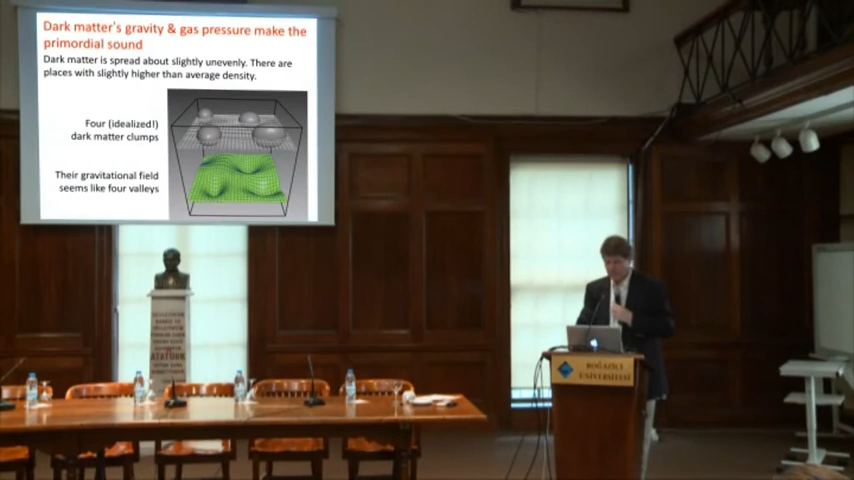 Dark matter's gravity & gas pressure make the
primordial sound
Dark matter is spread about slightly unevenly. There are
places with slightly higher than average density.
Four (idealized!)
dark matter clumps
Their gravitational field
seems like four valleys
ATATÜRK
BOĞAZİÇİ
ÜNİVERSİTESİ